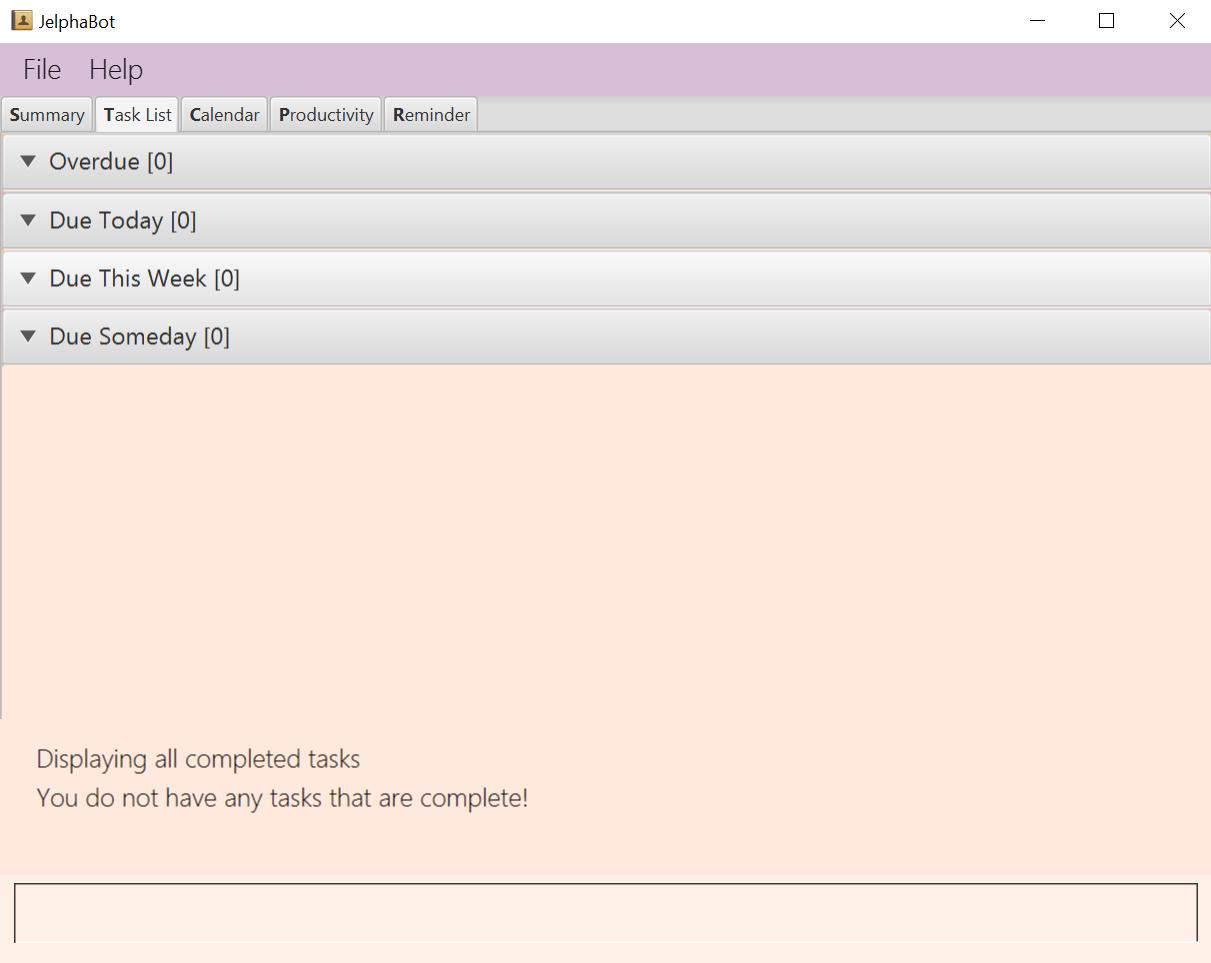 JelphaBot
File Help
Summary Task List Calendar Productivity Reminder
Overdue [0]
Due Today [0]
Due This Week [0]
Due Someday [0]
Displaying all completed tasks
You do not have any tasks that are complete!